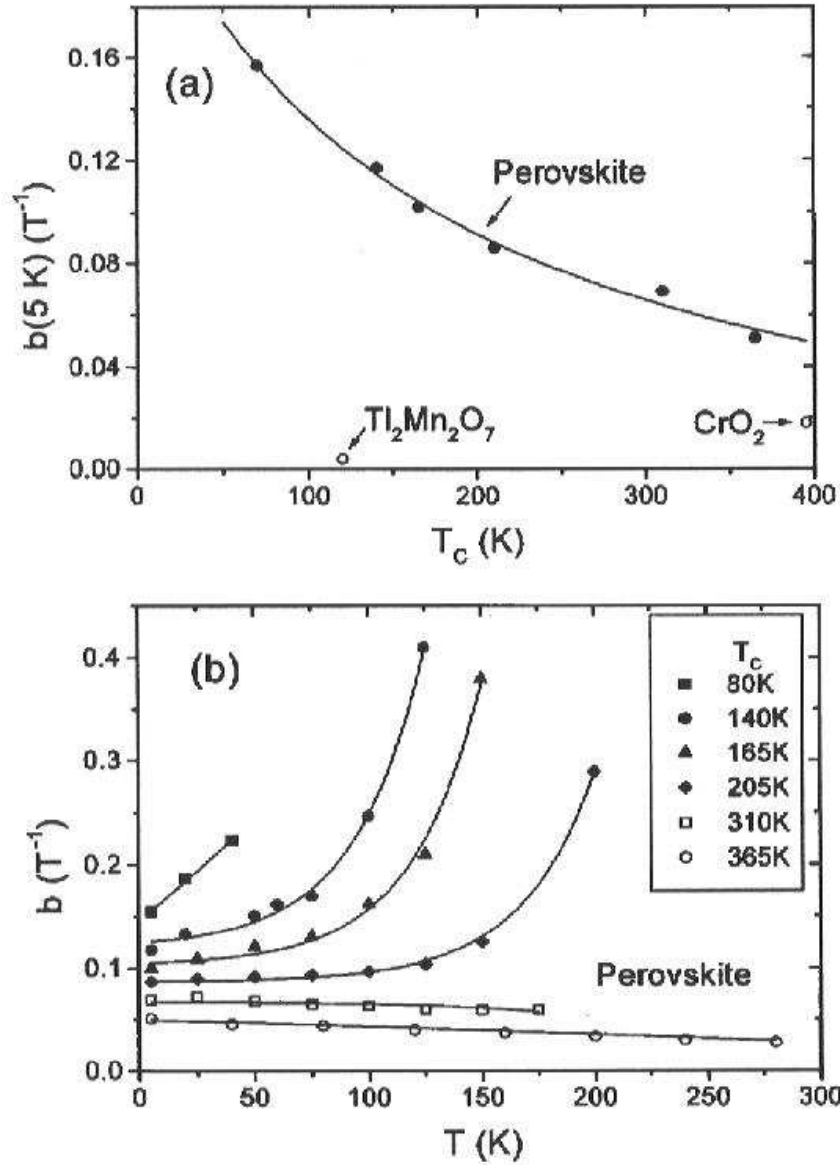 (a)
Perovskite
Tl₂Mn₂O₇
CrO₂
b(5 K) (T⁻¹)
0.16
0.12
0.08
0.04
0.00
0 100 200 300 400
T_C (K)
(b)
T_C
80K
140K
165K
205K
310K
365K
Perovskite
b (T⁻¹)
0.4
0.3
0.2
0.1
0.0
0 50 100 150 200 250 300
T (K)